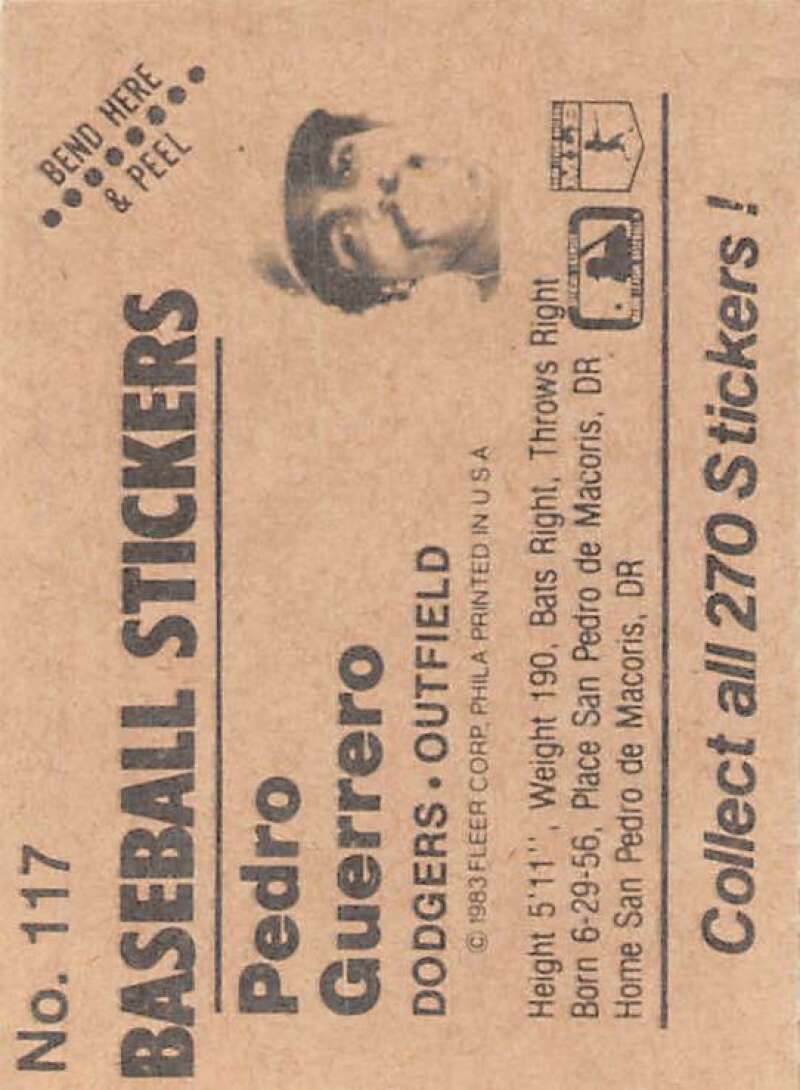 No. 117
BEND HERE
& PEEL
BASEBALL STICKERS
Pedro
Guerrero
DODGERS • OUTFIELD
© 1983 FLEER CORP. PHILA PRINTED IN U S A
Height 5'11'', Weight 190, Bats Right, Throws Right
Born 6-29-56, Place San Pedro de Macoris, DR
Home San Pedro de Macoris, DR
Collect all 270 Stickers!